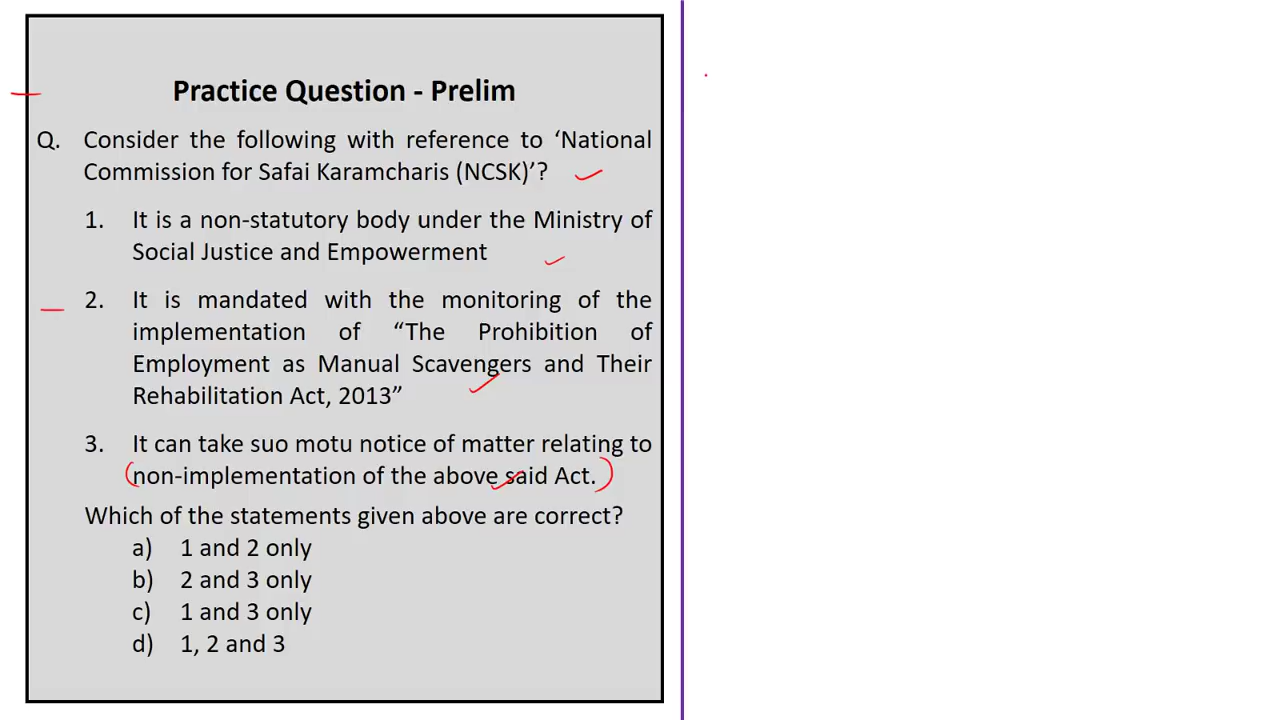 Practice Question - Prelim
Q. Consider the following with reference to ‘National
Commission for Safai Karamcharis (NCSK)’?
1. It is a non-statutory body under the Ministry of
Social Justice and Empowerment
2. It is mandated with the monitoring of the
implementation of “The Prohibition of
Employment as Manual Scavengers and Their
Rehabilitation Act, 2013”
3. It can take suo motu notice of matter relating to
non-implementation of the above said Act.
Which of the statements given above are correct?
a) 1 and 2 only
b) 2 and 3 only
c) 1 and 3 only
d) 1, 2 and 3